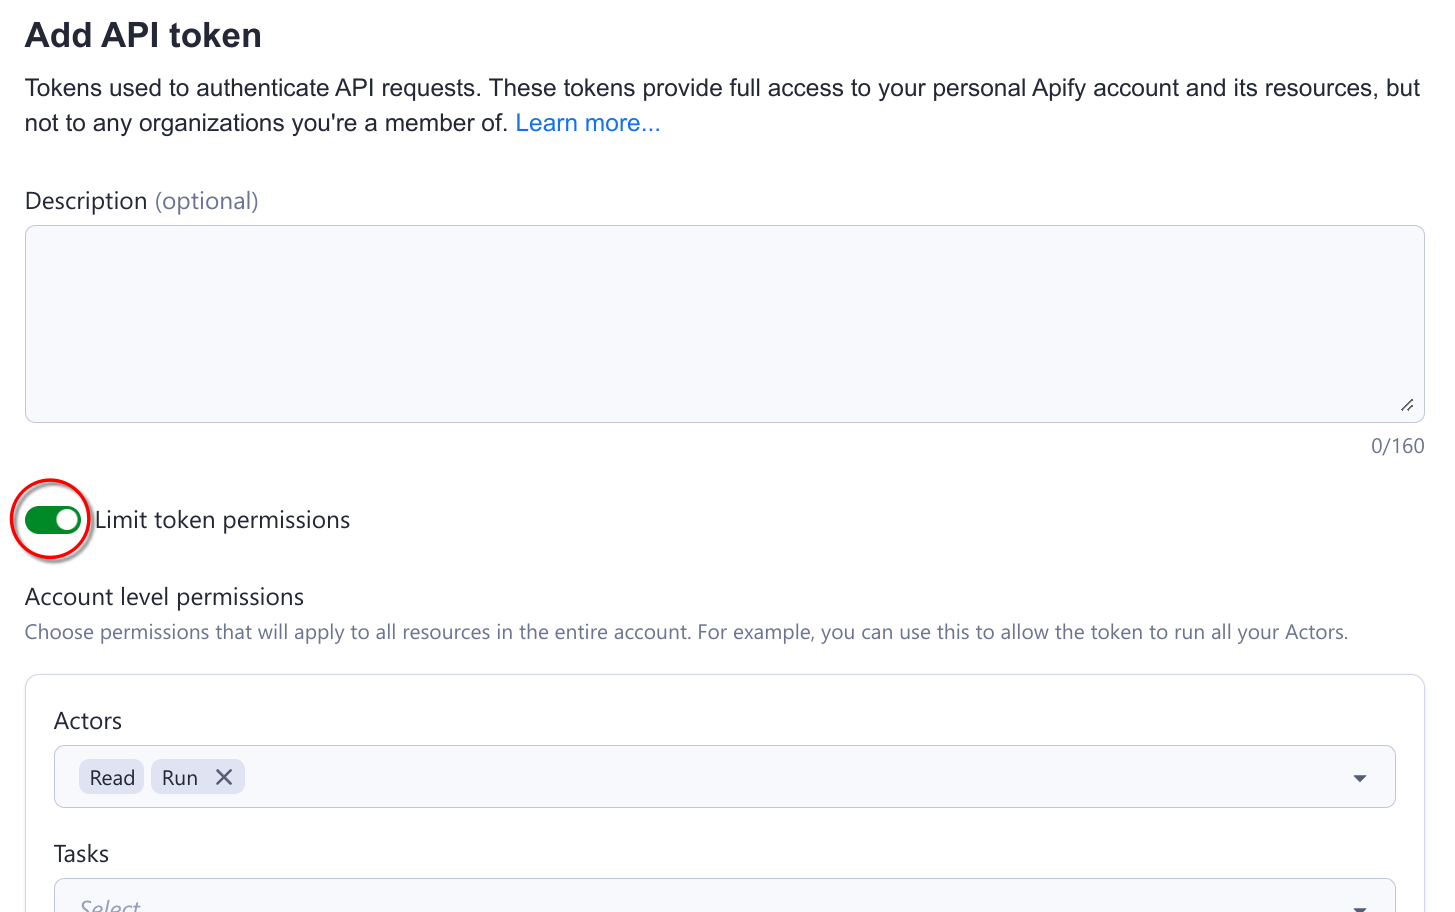 Add API token
Tokens used to authenticate API requests. These tokens provide full access to your personal Apify account and its resources, but
not to any organizations you're a member of. Learn more...
Description (optional)
0/160
Limit token permissions
Account level permissions
Choose permissions that will apply to all resources in the entire account. For example, you can use this to allow the token to run all your Actors.
Actors
Read Run
Tasks
Select